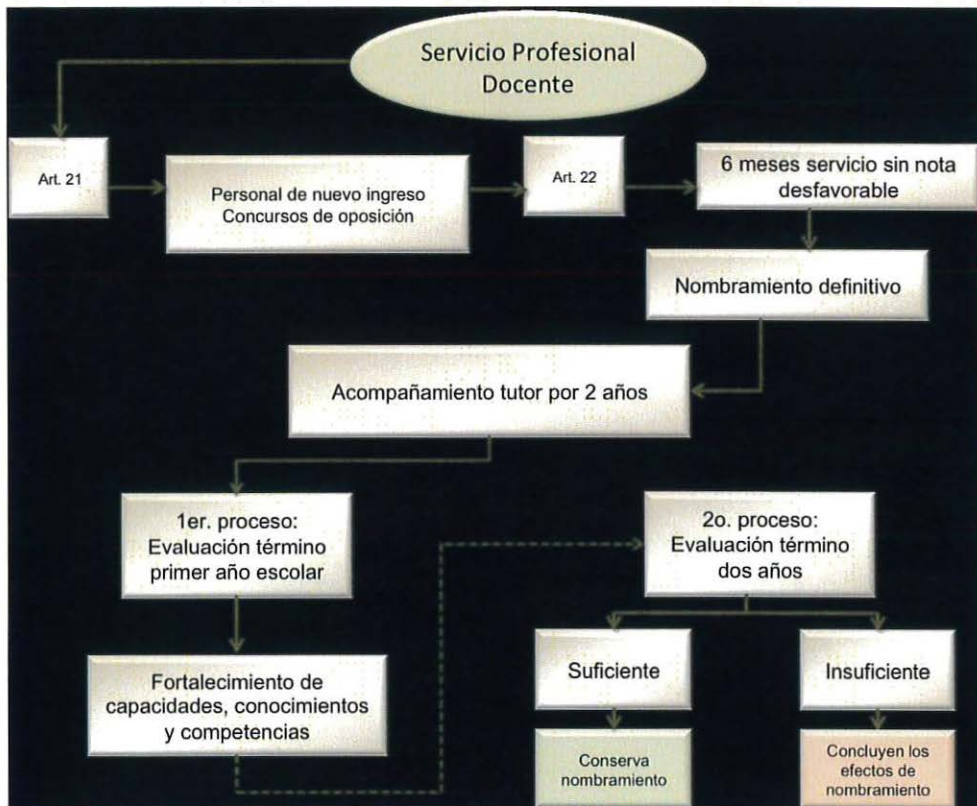 Servicio Profesional
Docente
Art. 21
Personal de nuevo ingreso
Concursos de oposición
Art. 22
6 meses servicio sin nota
desfavorable
Nombramiento definitivo
Acompañamiento tutor por 2 años
1er. proceso:
Evaluación término
primer año escolar
2o. proceso:
Evaluación término
dos años
Fortalecimiento de
capacidades, conocimientos
y competencias
Suficiente
Insuficiente
Conserva
nombramiento
Concluyen los
efectos de
nombramiento